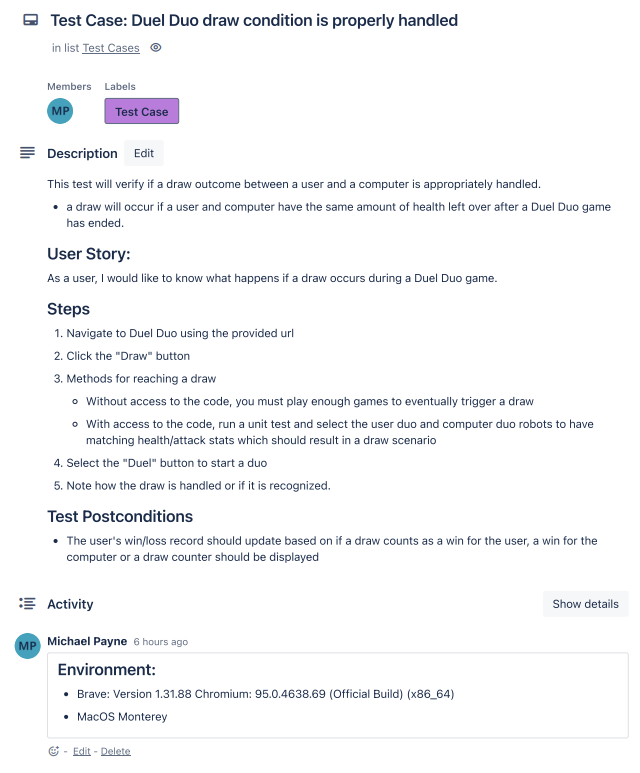 Test Case: Duel Duo draw condition is properly handled
in list Test Cases
Members
Labels
MP
Test Case
Description
Edit
This test will verify if a draw outcome between a user and a computer is appropriately handled.
• a draw will occur if a user and computer have the same amount of health left over after a Duel Duo game
has ended.
User Story:
As a user, I would like to know what happens if a draw occurs during a Duel Duo game.
Steps
1. Navigate to Duel Duo using the provided url
2. Click the "Draw" button
3. Methods for reaching a draw
Without access to the code, you must play enough games to eventually trigger a draw
With access to the code, run a unit test and select the user duo and computer duo robots to have
matching health/attack stats which should result in a draw scenario
4. Select the "Duel" button to start a duo
5. Note how the draw is handled or if it is recognized.
Test Postconditions
• The user's win/loss record should update based on if a draw counts as a win for the user, a win for the
computer or a draw counter should be displayed
Activity
Show details
MP
Michael Payne 6 hours ago
Environment:
• Brave: Version 1.31.88 Chromium: 95.0.4638.69 (Official Build) (x86_64)
• MacOS Monterey
- Edit - Delete